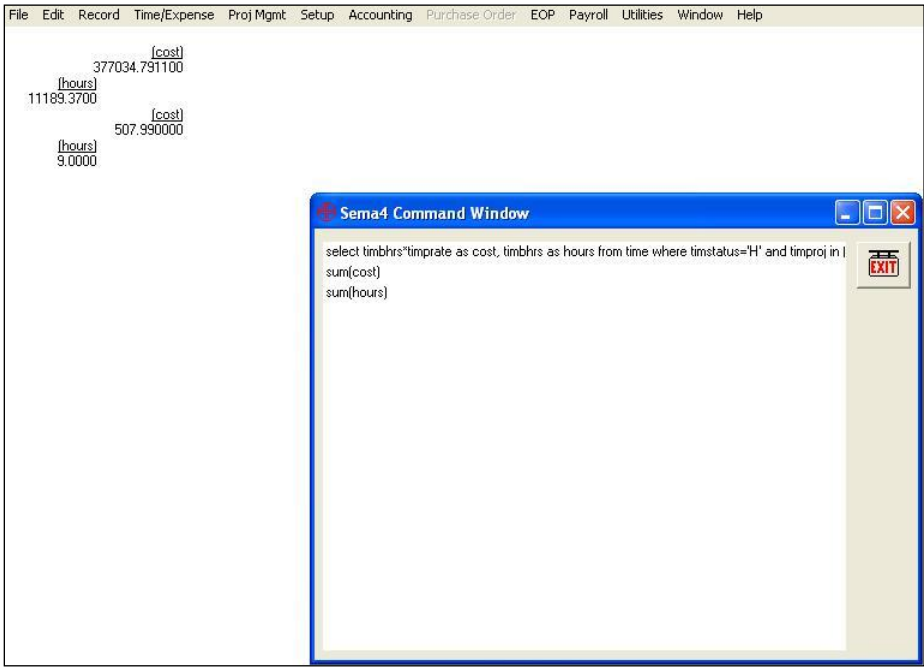 File Edit Record Time/Expense Proj Mgmt Setup Accounting Purchase Order EOP Payroll Utilities Window Help
(cost)
377034.791100
(hours)
11189.3700
(cost)
507.990000
(hours)
9.0000
Sema4 Command Window
select timbhrs*timprate as cost, timbhrs as hours from time where timstatus='H' and timproj in (
sum(cost)
sum(hours)
EXIT